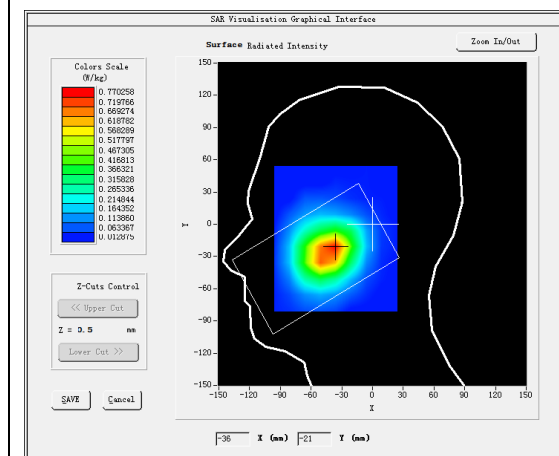 SAR Visualisation Graphical Interface
Surface Radiated Intensity
Zoom In/Out
Colors Scale
(W/kg)
0.770258
0.719766
0.669274
0.618782
0.568289
0.517797
0.467305
0.416813
0.366321
0.315828
0.265336
0.214844
0.164352
0.113860
0.063367
0.012875
150
120
90
60
30
0
-30
-60
-90
-120
-150
Y
-150 -120 -90 -60 -30 0 30 60 90 120 150
X
Z-Cuts Control
<< Upper Cut
Z = 0.5 mm
Lower Cut >>
SAVE Cancel
-36 X (mm) -21 Y (mm)